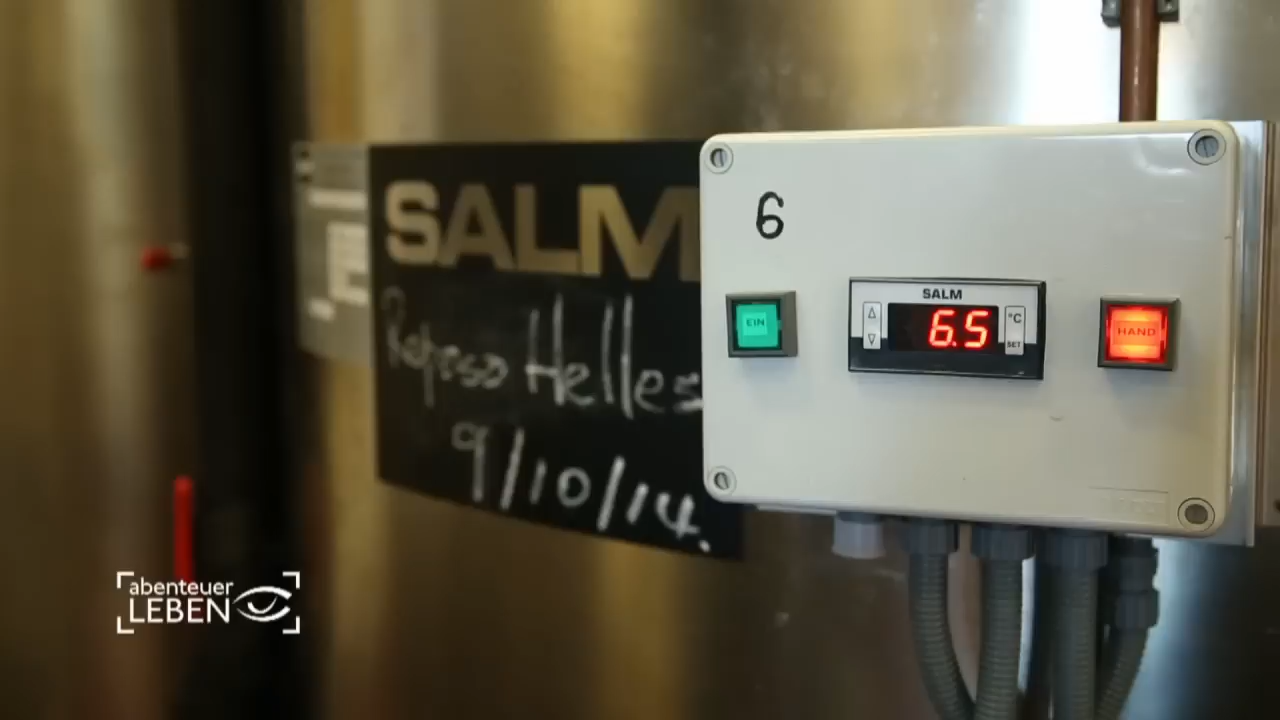 SALM
Helles
9/10/14.
6
EIN
SALM
6.5
°C
SET
HAND
abenteuer
LEBEN